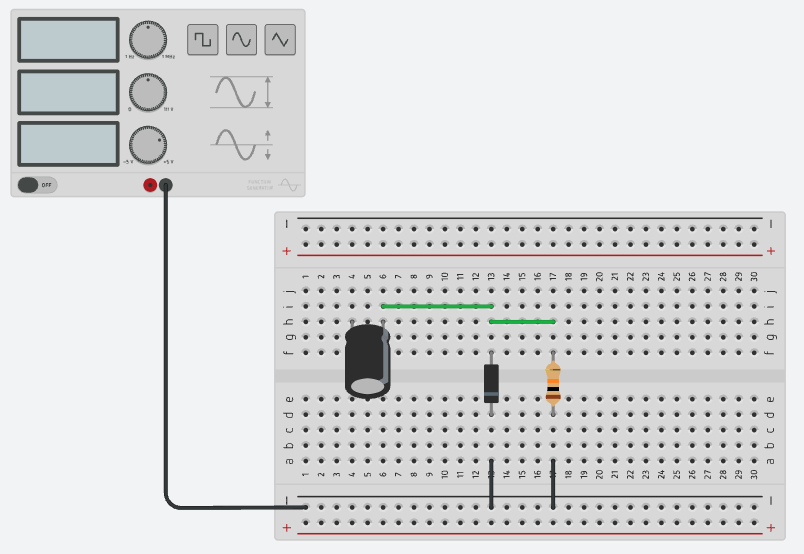 1 Hz 1 MHz
0 10 V
-5 V +5 V
OFF
FUNCTION
GENERATOR
− −
+ +
1 2 3 4 5 6 7 8 9 10 11 12 13 14 15 16 17 18 19 20 21 22 23 24 25 26 27 28 29 30
j j
i i
h h
g g
f f
e e
d d
c c
b b
a a
1 2 3 4 5 6 7 8 9 10 11 12 13 14 15 16 17 18 19 20 21 22 23 24 25 26 27 28 29 30
− −
+ +